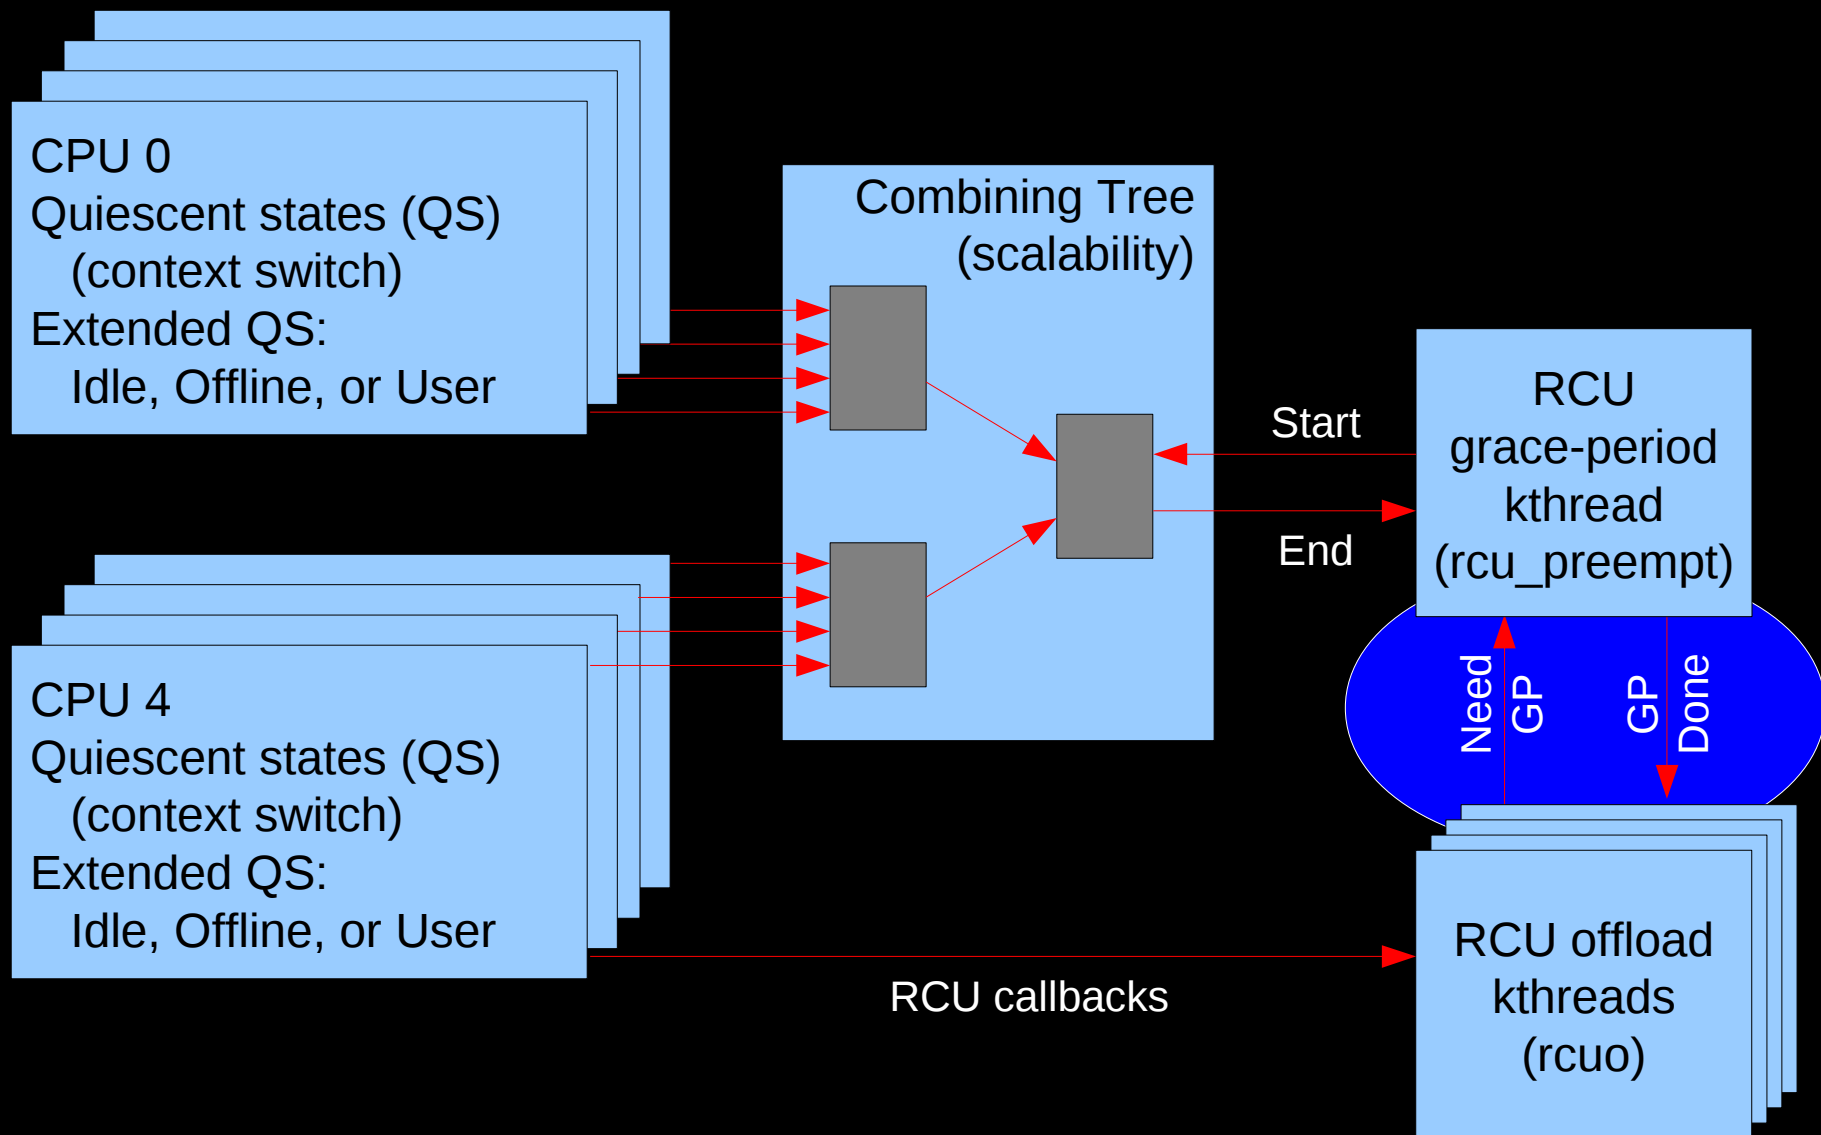 CPU 0
Quiescent states (QS)
(context switch)
Extended QS:
Idle, Offline, or User
Combining Tree
(scalability)
Start
End
RCU
grace-period
kthread
(rcu_preempt)
Need
GP
GP
Done
CPU 4
Quiescent states (QS)
(context switch)
Extended QS:
Idle, Offline, or User
RCU callbacks
RCU offload
kthreads
(rcuo)